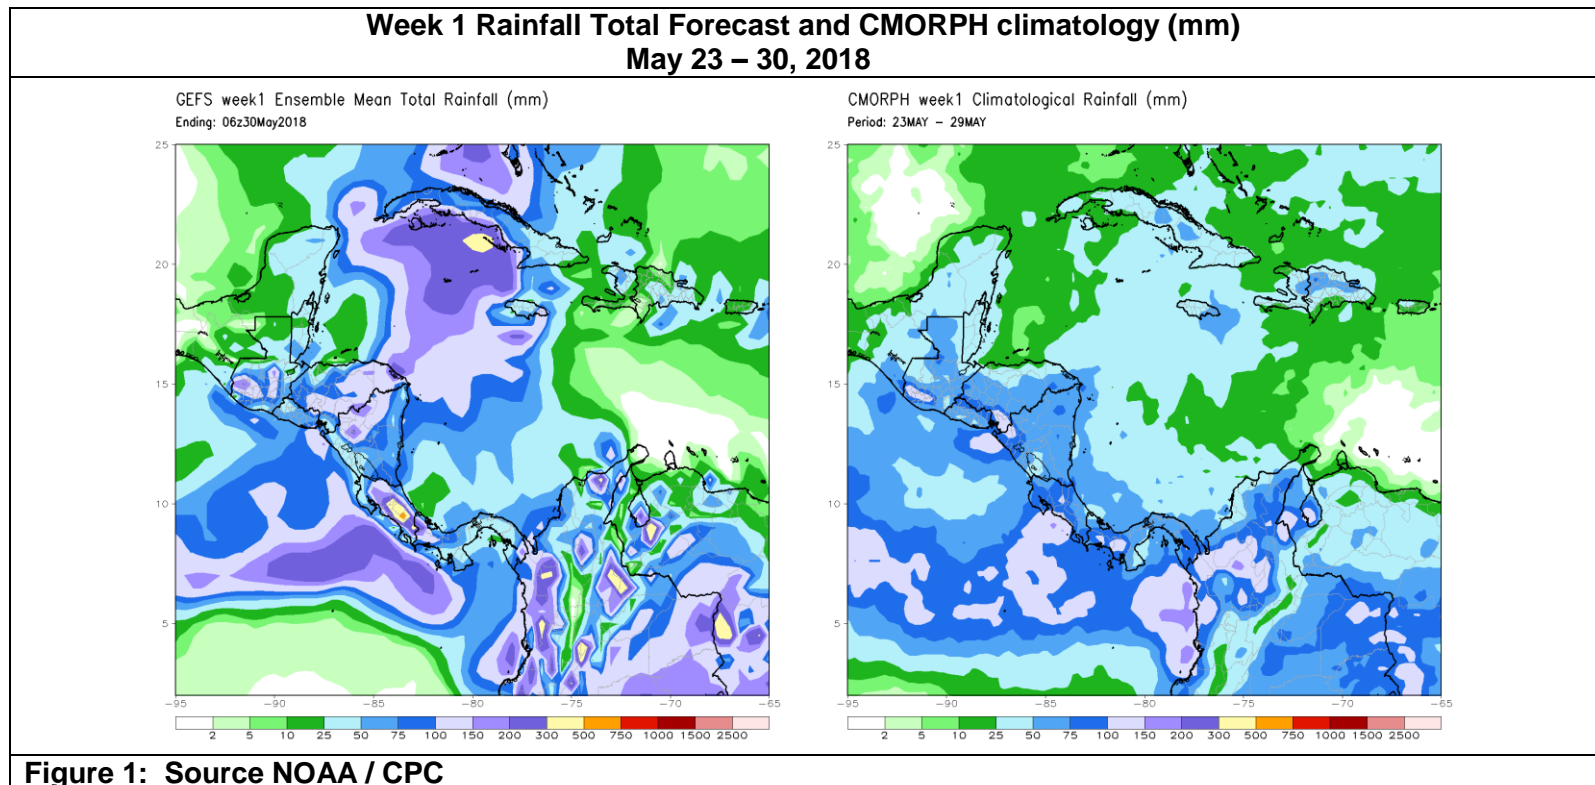 Week 1 Rainfall Total Forecast and CMORPH climatology (mm)
May 23 – 30, 2018
GEFS week1 Ensemble Mean Total Rainfall (mm)
Ending: 06z30May2018
25
20
15
10
5
−95 −90 −85 −80 −75 −70 −65
2 5 10 25 50 75 100 150 200 300 500 750 1000 1500 2500
CMORPH week1 Climatological Rainfall (mm)
Period: 23MAY − 29MAY
25
20
15
10
5
−95 −90 −85 −80 −75 −70 −65
2 5 10 25 50 75 100 150 200 300 500 750 1000 1500 2500
Figure 1: Source NOAA / CPC